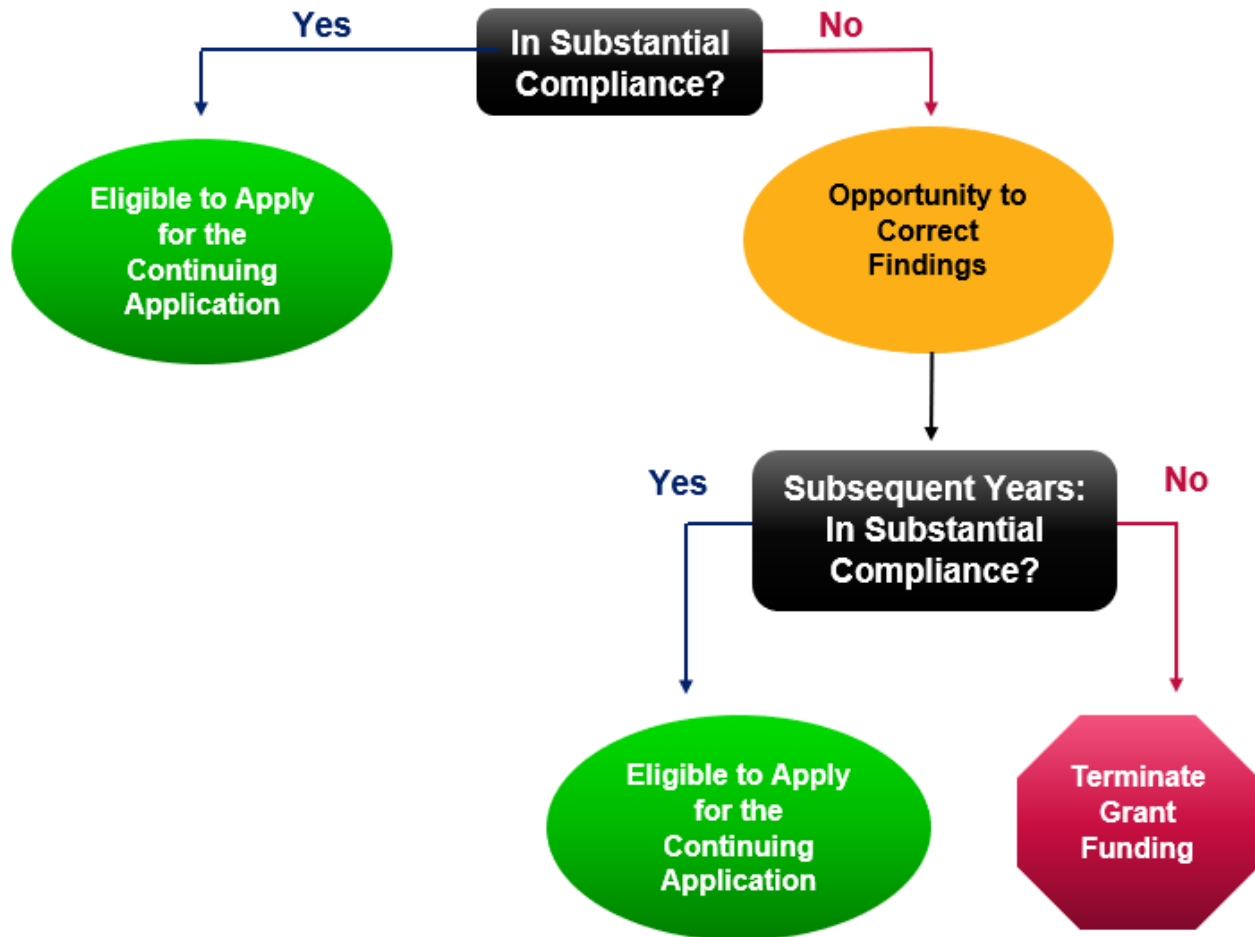 Yes
In Substantial
Compliance?
No
Eligible to Apply
for the
Continuing
Application
Opportunity to
Correct
Findings
Yes
Subsequent Years:
In Substantial
Compliance?
No
Eligible to Apply
for the
Continuing
Application
Terminate
Grant
Funding